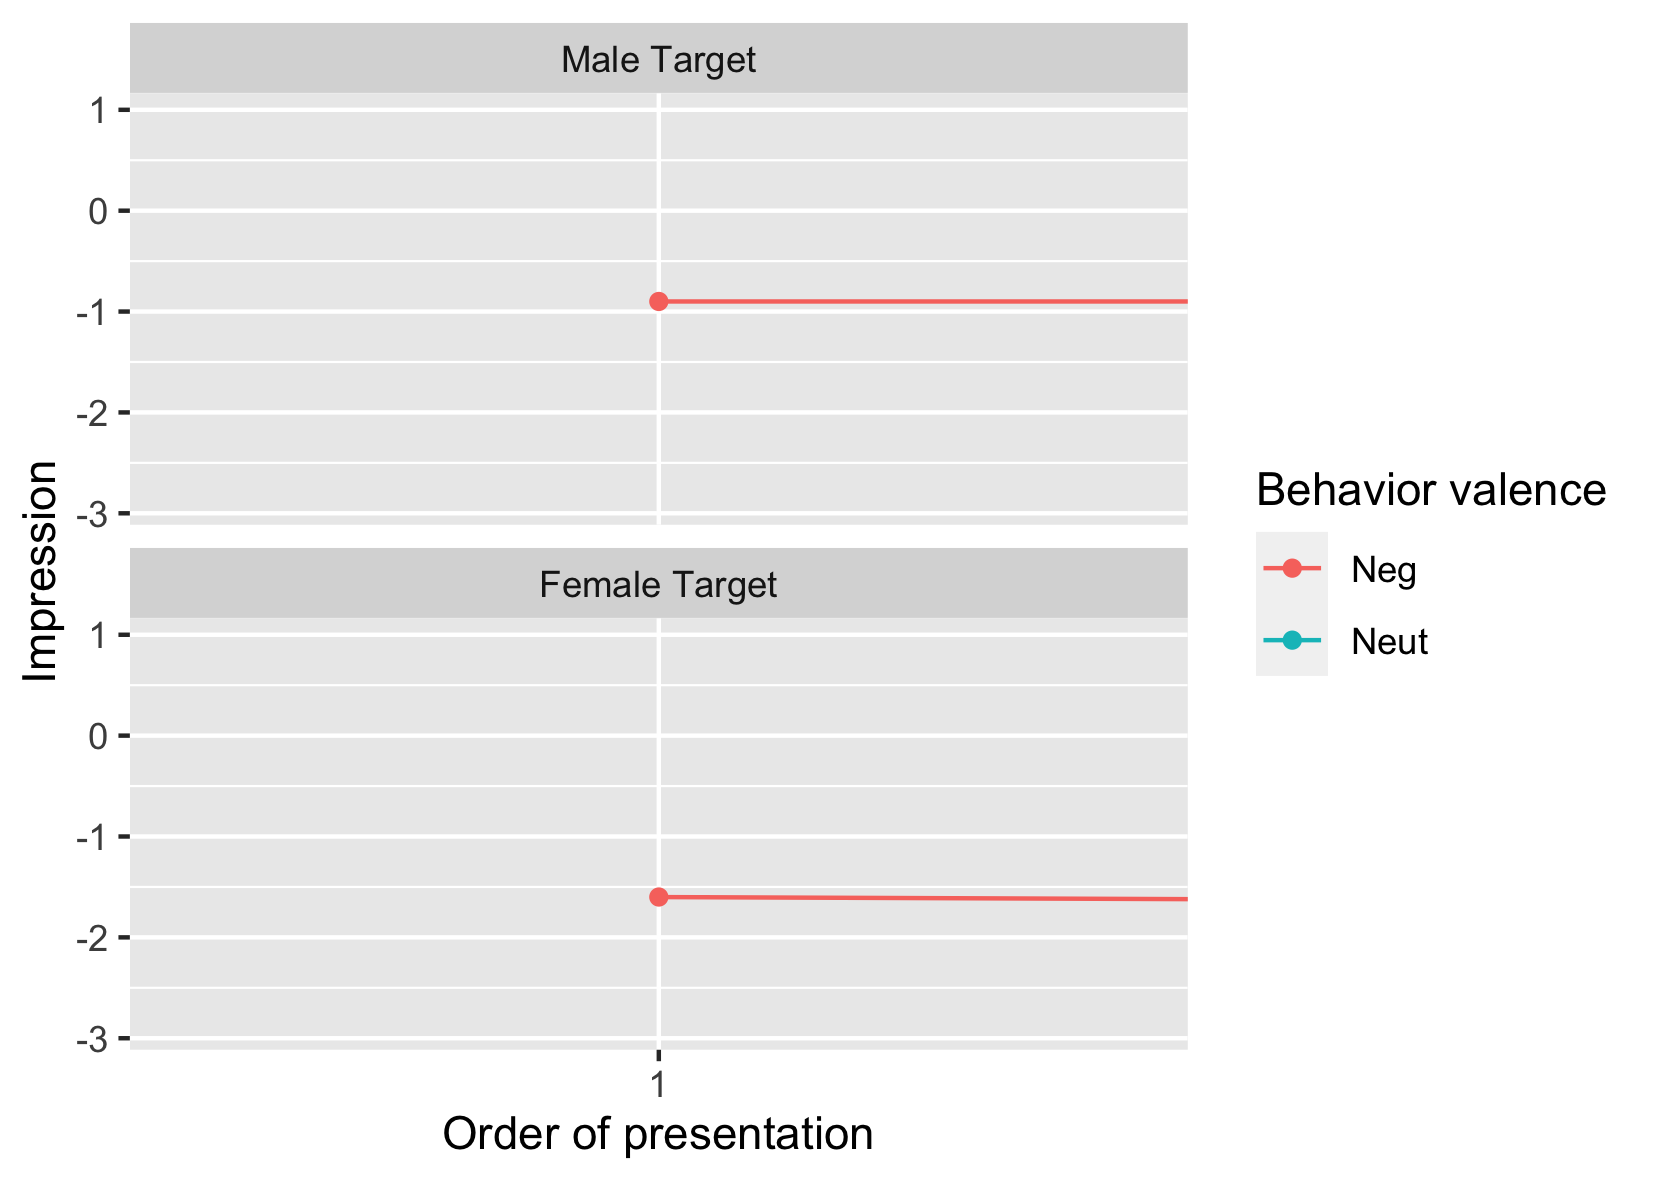 Male Target
1
0
-1
-2
-3
Female Target
1
0
-1
-2
-3
1
Order of presentation
Impression
Behavior valence
Neg
Neut